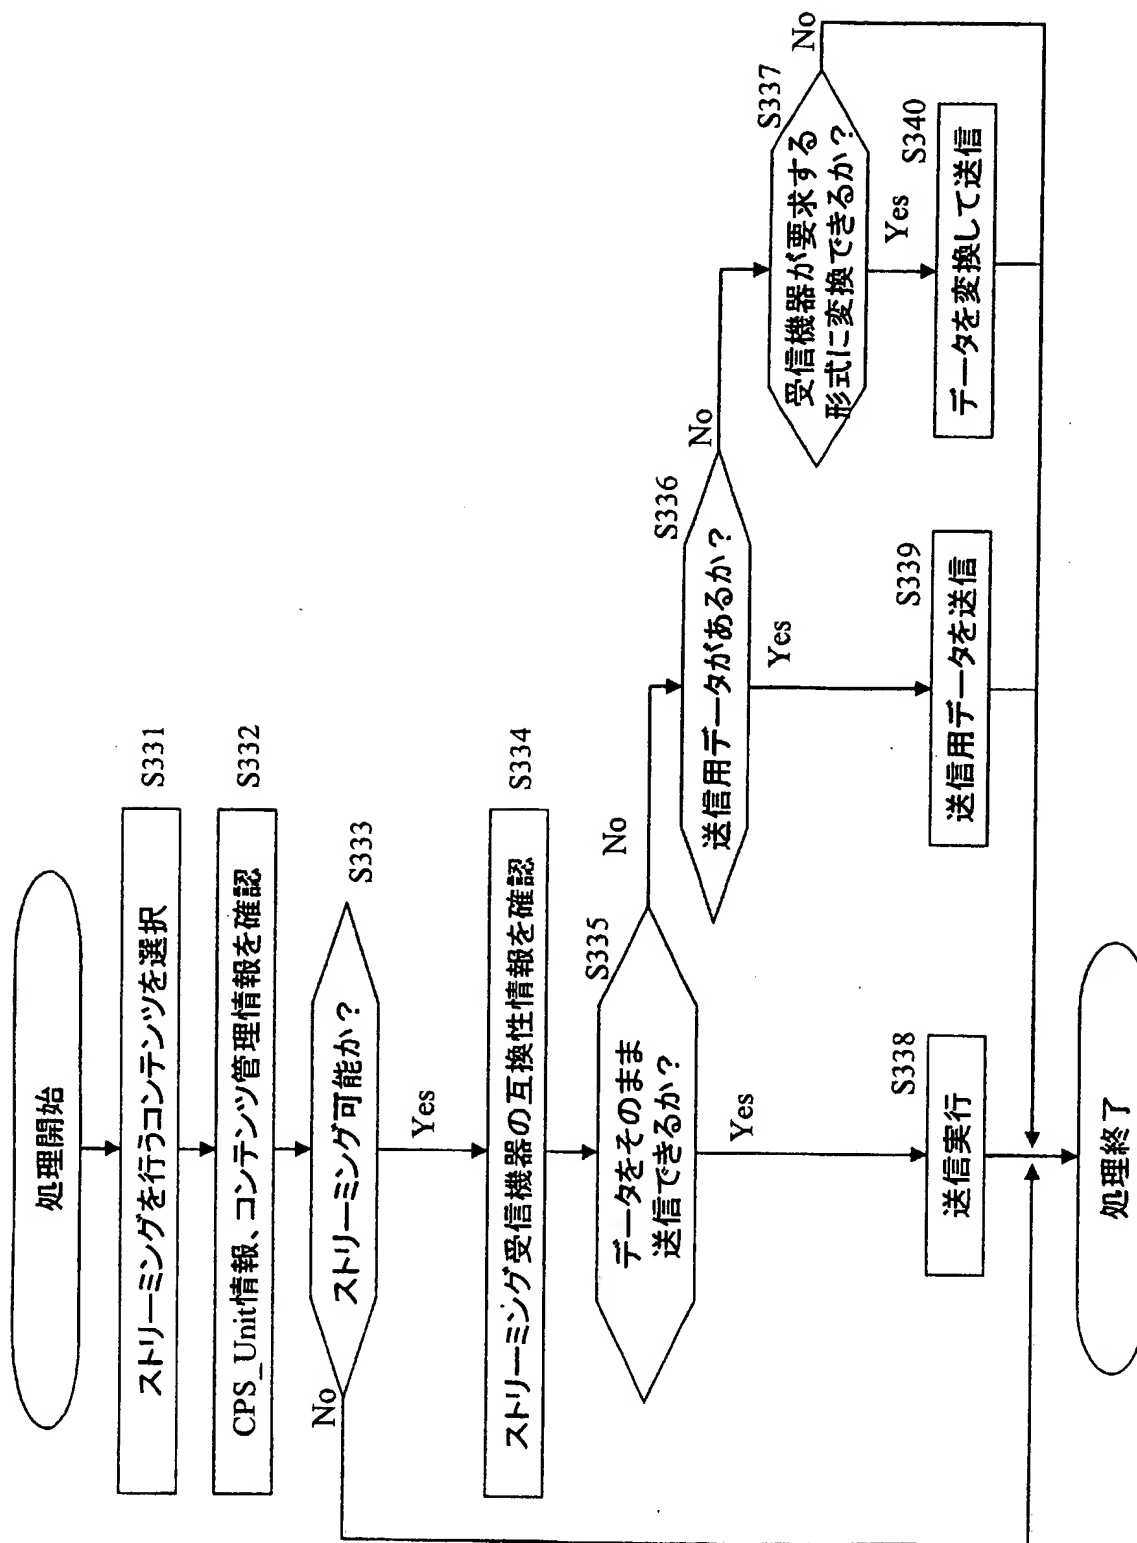 処理開始
ストリーミングを行うコンテンツを選択
S331
CPS_Unit情報、コンテンツ管理情報を確認
S332
ストリーミング可能か？
S333
No
Yes
ストリーミング受信機器の互換性情報を確認
S334
データをそのまま
送信できるか？
S335
No
Yes
送信用データがあるか？
S336
No
Yes
受信機器が要求する
形式に変換できるか？
S337
No
Yes
送信実行
S338
送信用データを送信
S339
データを変換して送信
S340
処理終了